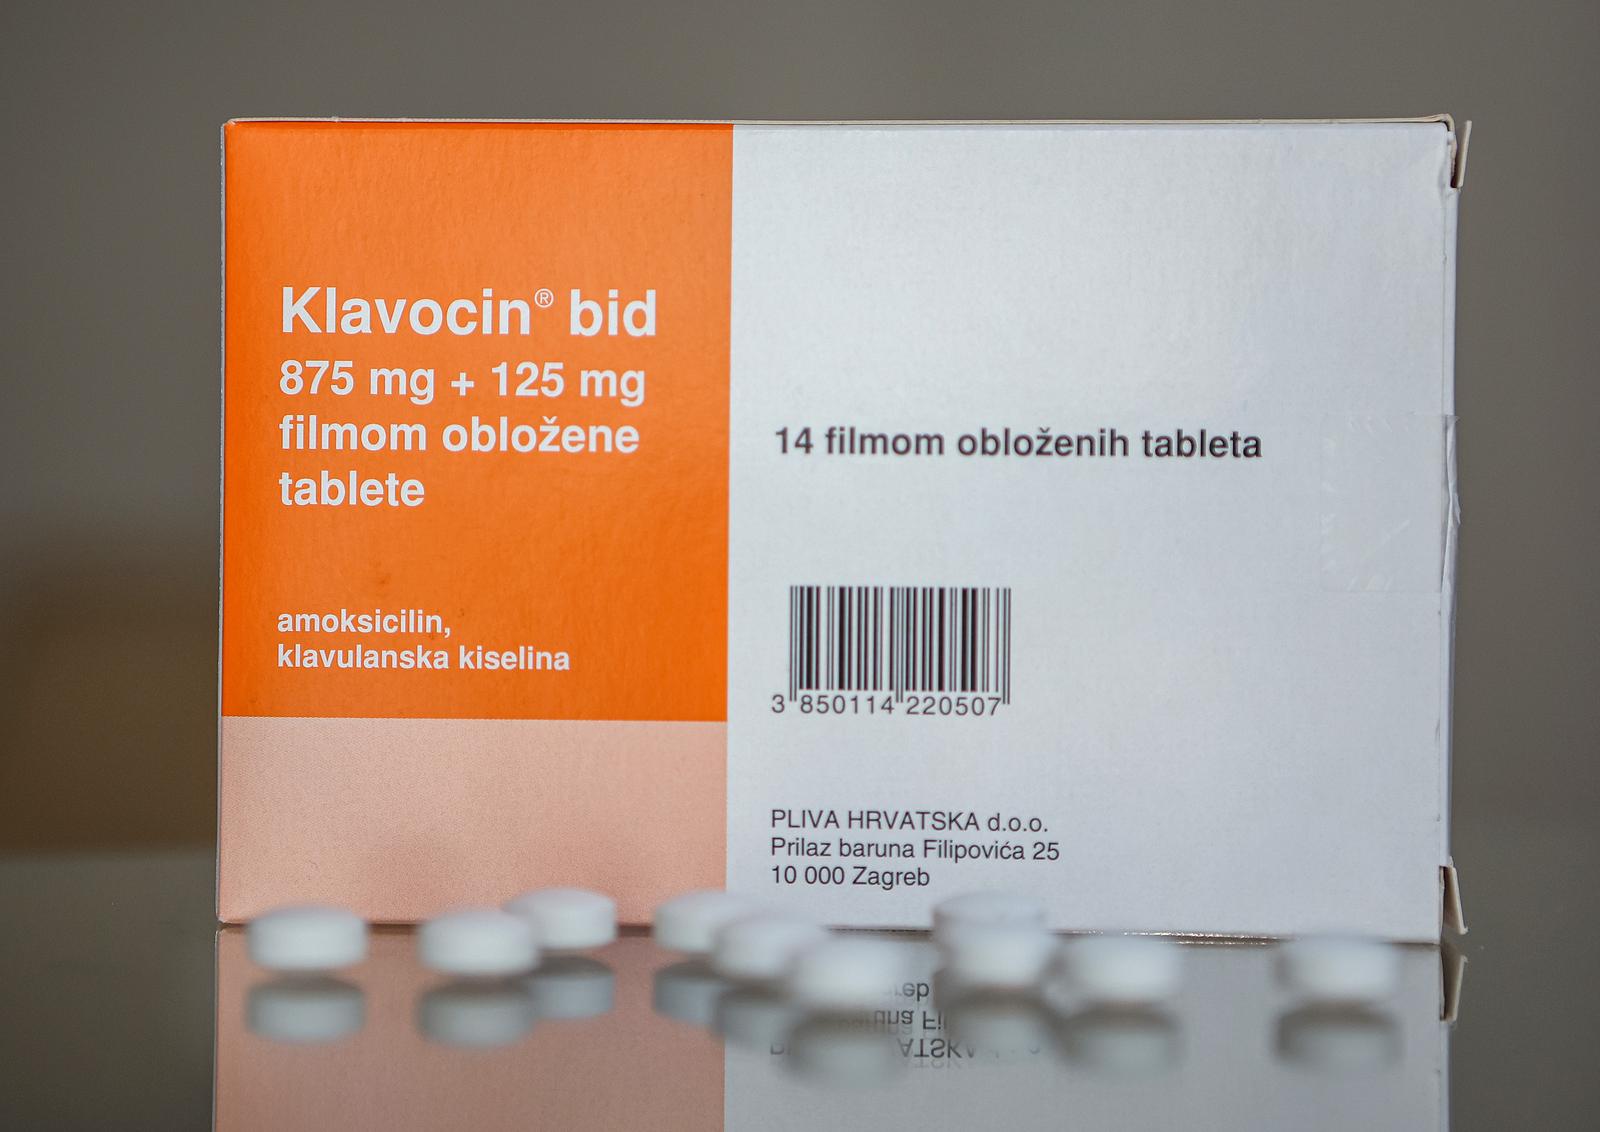 Klavocin® bid
875 mg + 125 mg
filmom obložene
tablete
amoksicilin,
klavulanska kiselina
14 filmom obloženih tableta
3 850114 220507
PLIVA HRVATSKA d.o.o.
Prilaz baruna Filipovića 25
10 000 Zagreb